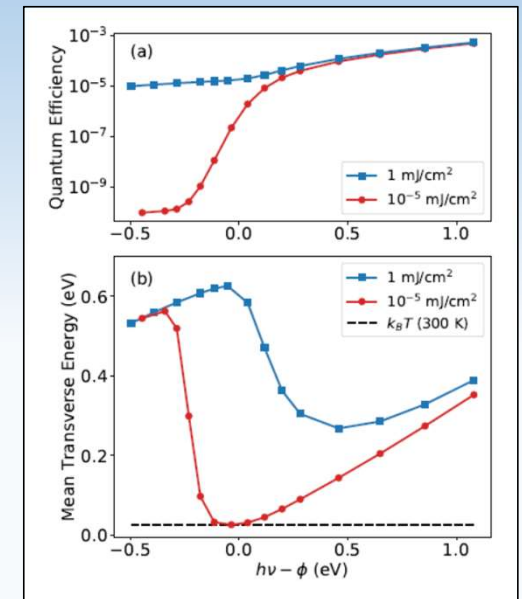 (a)
Quantum Efficiency
10⁻³
10⁻⁵
10⁻⁷
10⁻⁹
1 mJ/cm²
10⁻⁵ mJ/cm²
−0.5 0.0 0.5 1.0
(b)
Mean Transverse Energy (eV)
0.6
0.4
0.2
0.0
1 mJ/cm²
10⁻⁵ mJ/cm²
k_BT (300 K)
−0.5 0.0 0.5 1.0
hν − ϕ (eV)